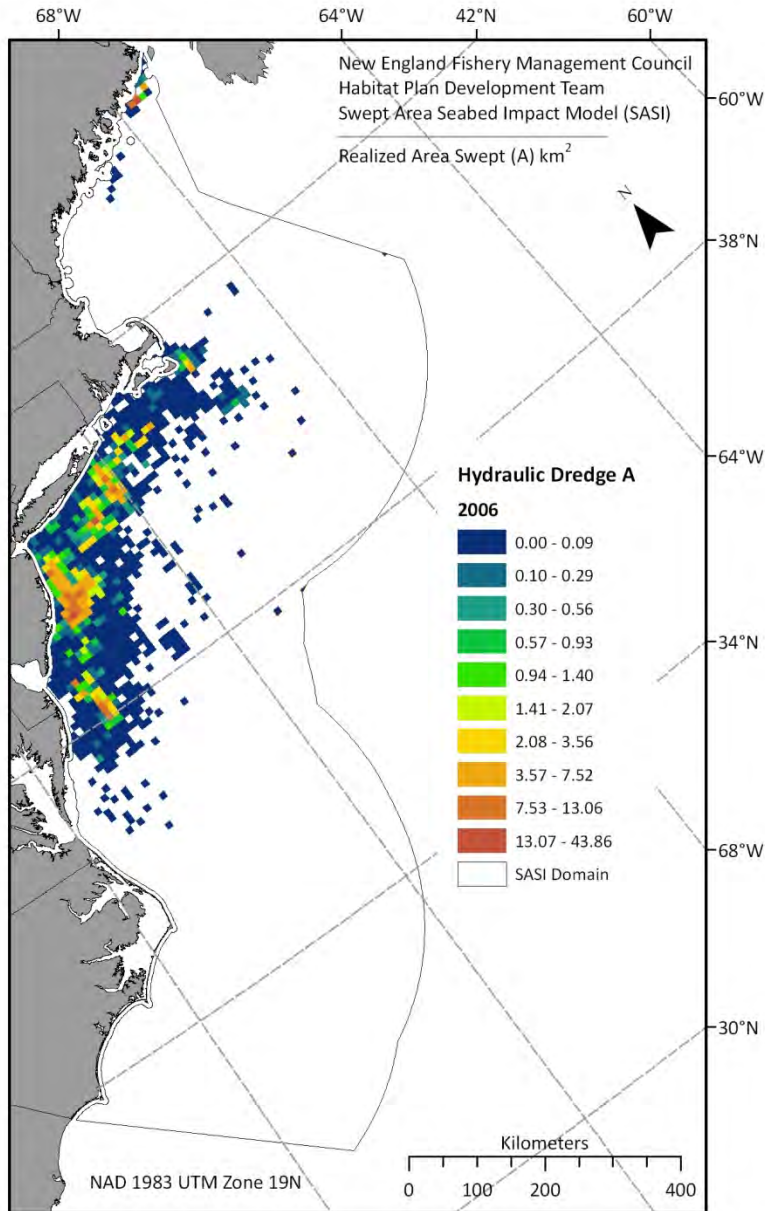 68°W
64°W
42°N
60°W
New England Fishery Management Council
Habitat Plan Development Team
Swept Area Seabed Impact Model (SASI)
Realized Area Swept (A) km²
60°W
N
38°N
64°W
Hydraulic Dredge A
2006
0.00 - 0.09
0.10 - 0.29
0.30 - 0.56
0.57 - 0.93
0.94 - 1.40
1.41 - 2.07
2.08 - 3.56
3.57 - 7.52
7.53 - 13.06
13.07 - 43.86
SASI Domain
34°N
68°W
30°N
Kilometers
0 100 200 400
NAD 1983 UTM Zone 19N